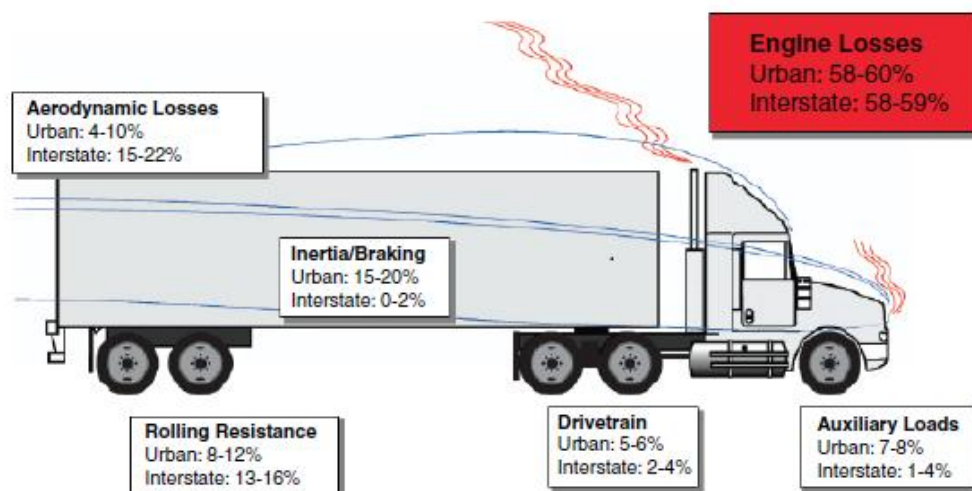 Engine Losses
Urban: 58-60%
Interstate: 58-59%
Aerodynamic Losses
Urban: 4-10%
Interstate: 15-22%
Inertia/Braking
Urban: 15-20%
Interstate: 0-2%
Rolling Resistance
Urban: 8-12%
Interstate: 13-16%
Drivetrain
Urban: 5-6%
Interstate: 2-4%
Auxiliary Loads
Urban: 7-8%
Interstate: 1-4%